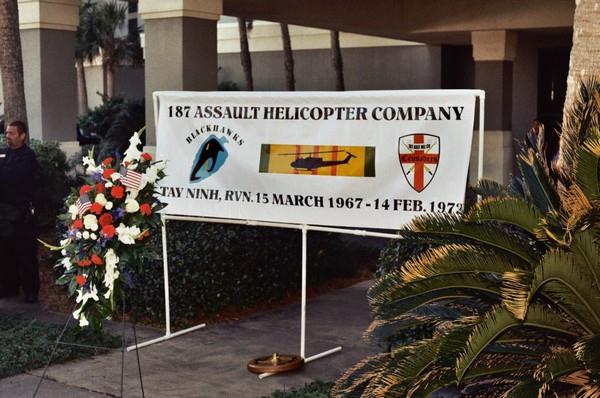 187 ASSAULT HELICOPTER COMPANY
BLACKHAWKS
Crusaders
TAY NINH, RVN. 15 MARCH 1967 - 14 FEB. 1972